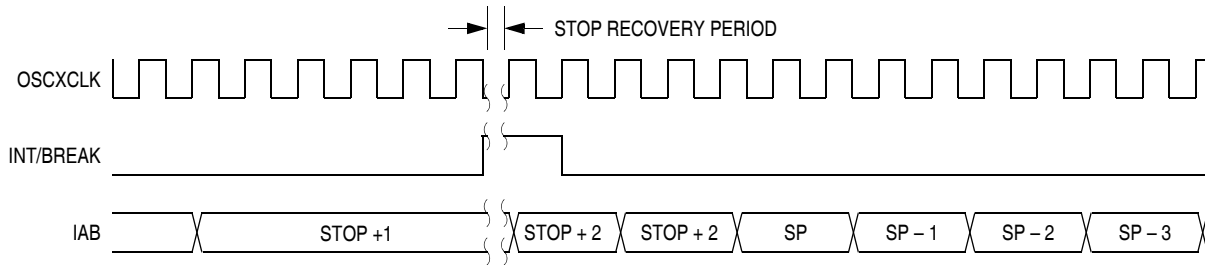 STOP RECOVERY PERIOD
OSCXCLK
INT/BREAK
IAB STOP +1 STOP + 2 STOP + 2 SP SP – 1 SP – 2 SP – 3